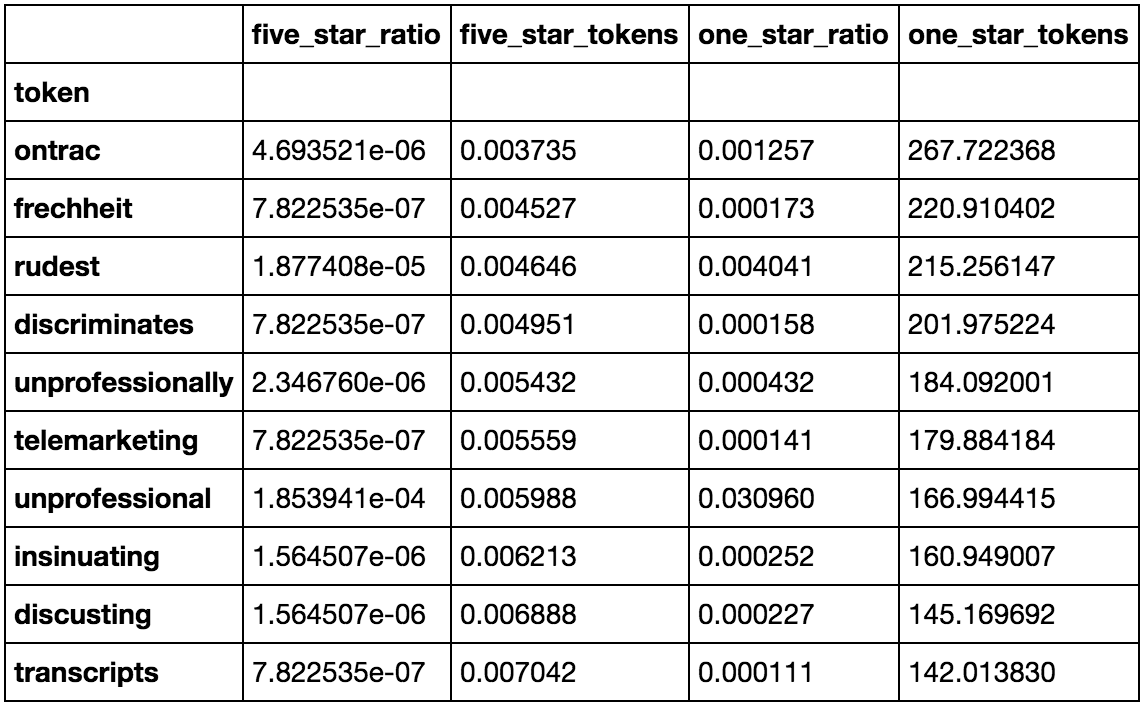 five_star_ratio five_star_tokens one_star_ratio one_star_tokens
token
ontrac 4.693521e-06 0.003735 0.001257 267.722368
frechheit 7.822535e-07 0.004527 0.000173 220.910402
rudest 1.877408e-05 0.004646 0.004041 215.256147
discriminates 7.822535e-07 0.004951 0.000158 201.975224
unprofessionally 2.346760e-06 0.005432 0.000432 184.092001
telemarketing 7.822535e-07 0.005559 0.000141 179.884184
unprofessional 1.853941e-04 0.005988 0.030960 166.994415
insinuating 1.564507e-06 0.006213 0.000252 160.949007
discusting 1.564507e-06 0.006888 0.000227 145.169692
transcripts 7.822535e-07 0.007042 0.000111 142.013830